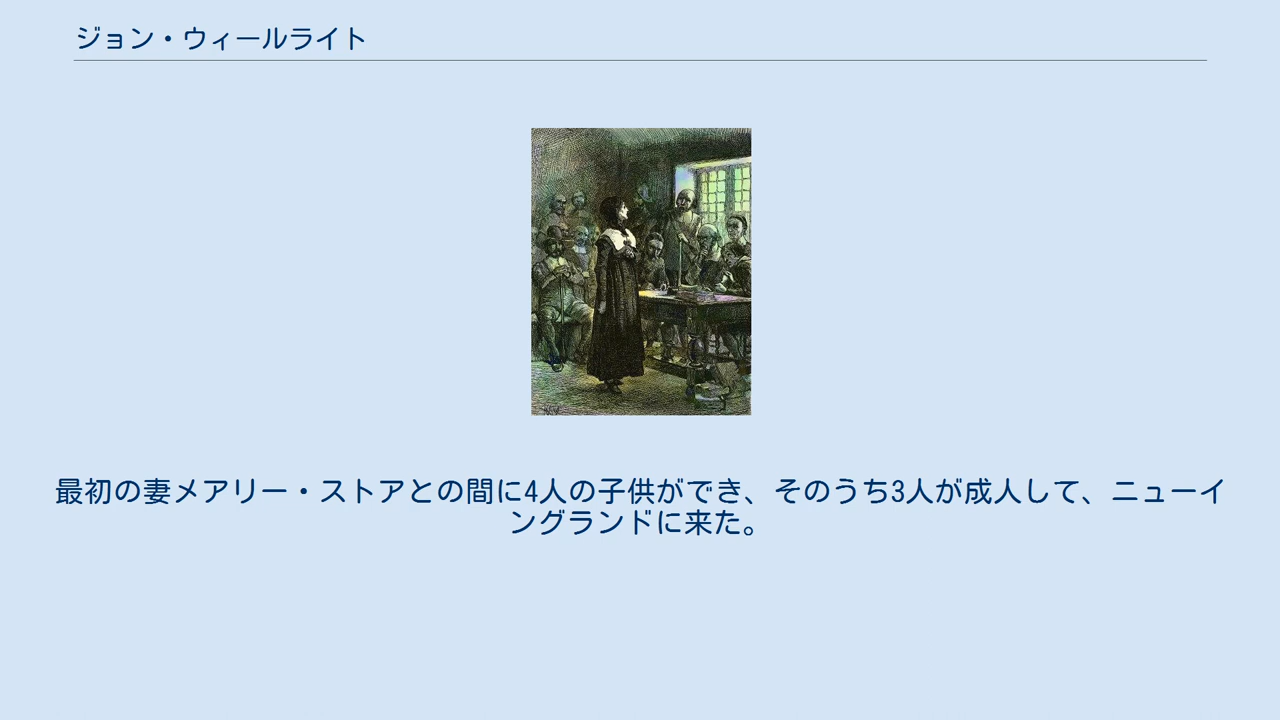 ジョン・ウィールライト
最初の妻メアリー・ストアとの間に4人の子供ができ、そのうち3人が成人して、ニューイ
ングランドに来た。